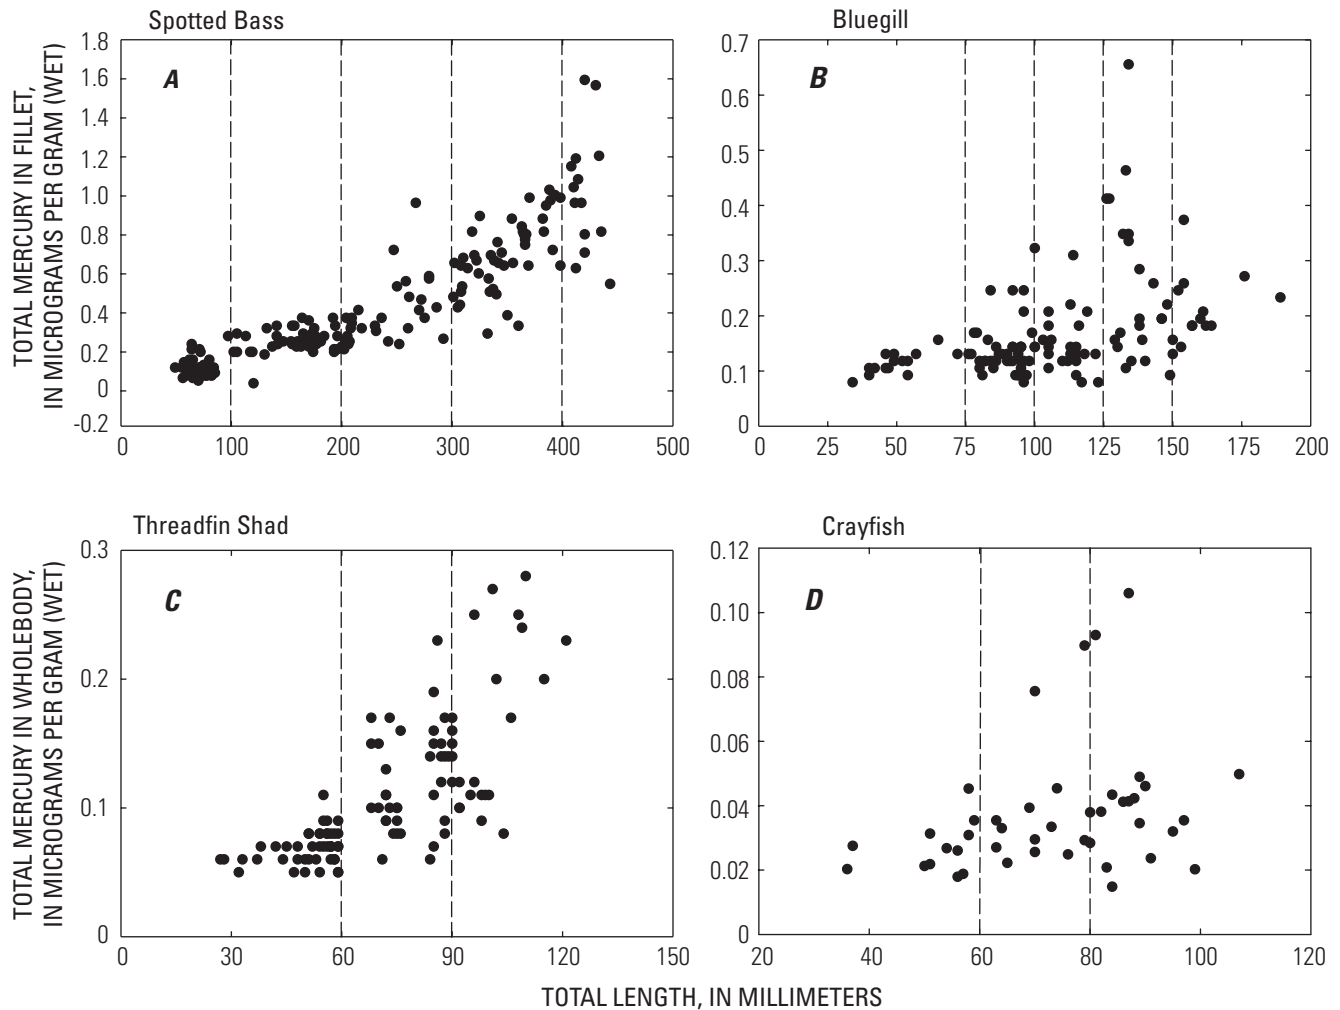 Spotted Bass
Bluegill
TOTAL MERCURY IN FILLET,
IN MICROGRAMS PER GRAM (WET)
A
1.8
1.6
1.4
1.2
1.0
0.8
0.6
0.4
0.2
0
-0.2
0 100 200 300 400 500
B
0.7
0.6
0.5
0.4
0.3
0.2
0.1
0
0 25 50 75 100 125 150 175 200
Threadfin Shad
Crayfish
TOTAL MERCURY IN WHOLEBODY,
IN MICROGRAMS PER GRAM (WET)
C
0.3
0.2
0.1
0
0 30 60 90 120 150
D
0.12
0.10
0.08
0.06
0.04
0.02
0
20 40 60 80 100 120
TOTAL LENGTH, IN MILLIMETERS